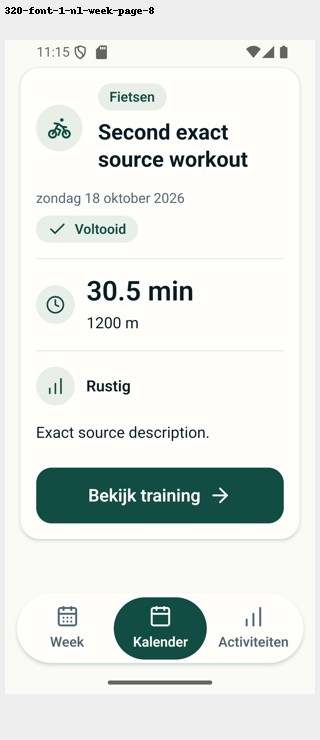 320-font-1-nl-week-page-8
11:15
Fietsen
Second exact
source workout
zondag 18 oktober 2026
Voltooid
30.5 min
1200 m
Rustig
Exact source description.
Bekijk training
Week
Kalender
Activiteiten